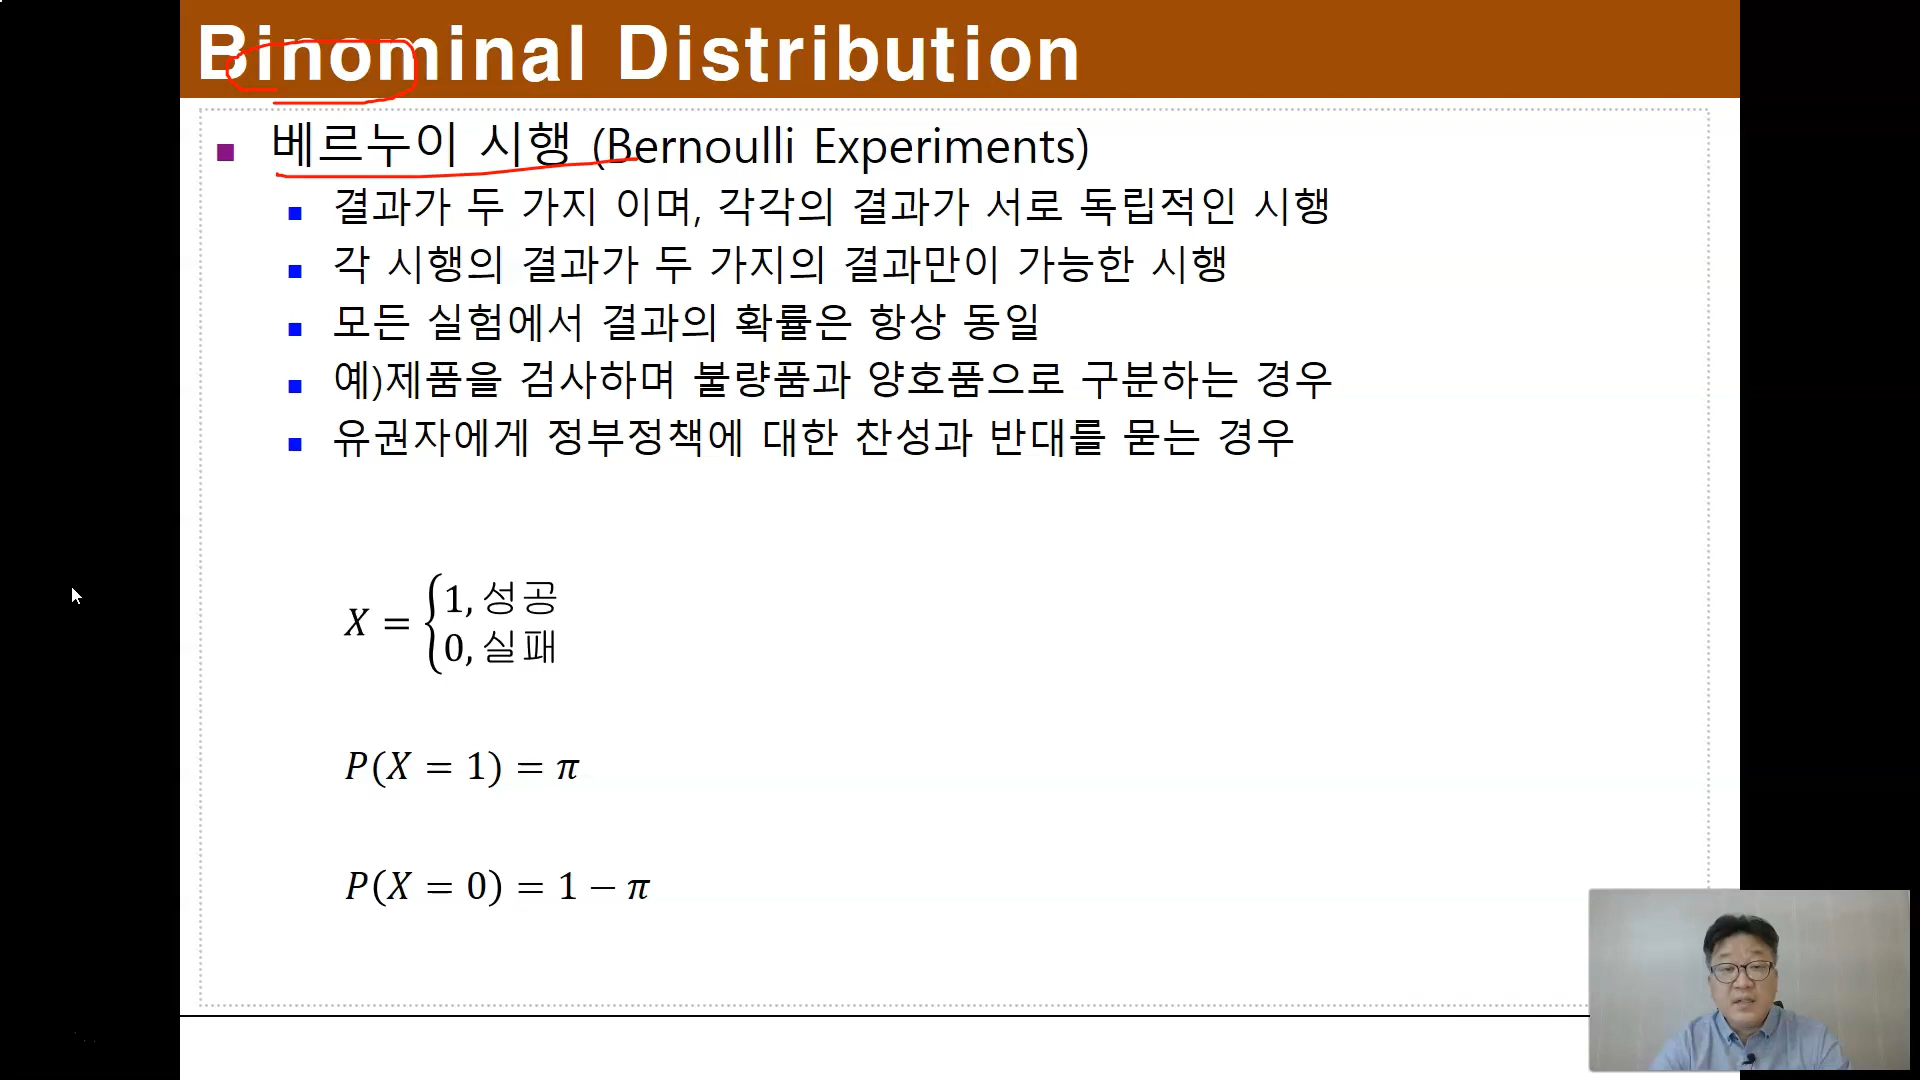 Binominal Distribution
베르누이 시행 (Bernoulli Experiments)
결과가 두 가지 이며, 각각의 결과가 서로 독립적인 시행
각 시행의 결과가 두 가지의 결과만이 가능한 시행
모든 실험에서 결과의 확률은 항상 동일
예)제품을 검사하며 불량품과 양호품으로 구분하는 경우
유권자에게 정부정책에 대한 찬성과 반대를 묻는 경우
X = {1, 성공
0, 실패
P(X = 1) = π
P(X = 0) = 1 − π